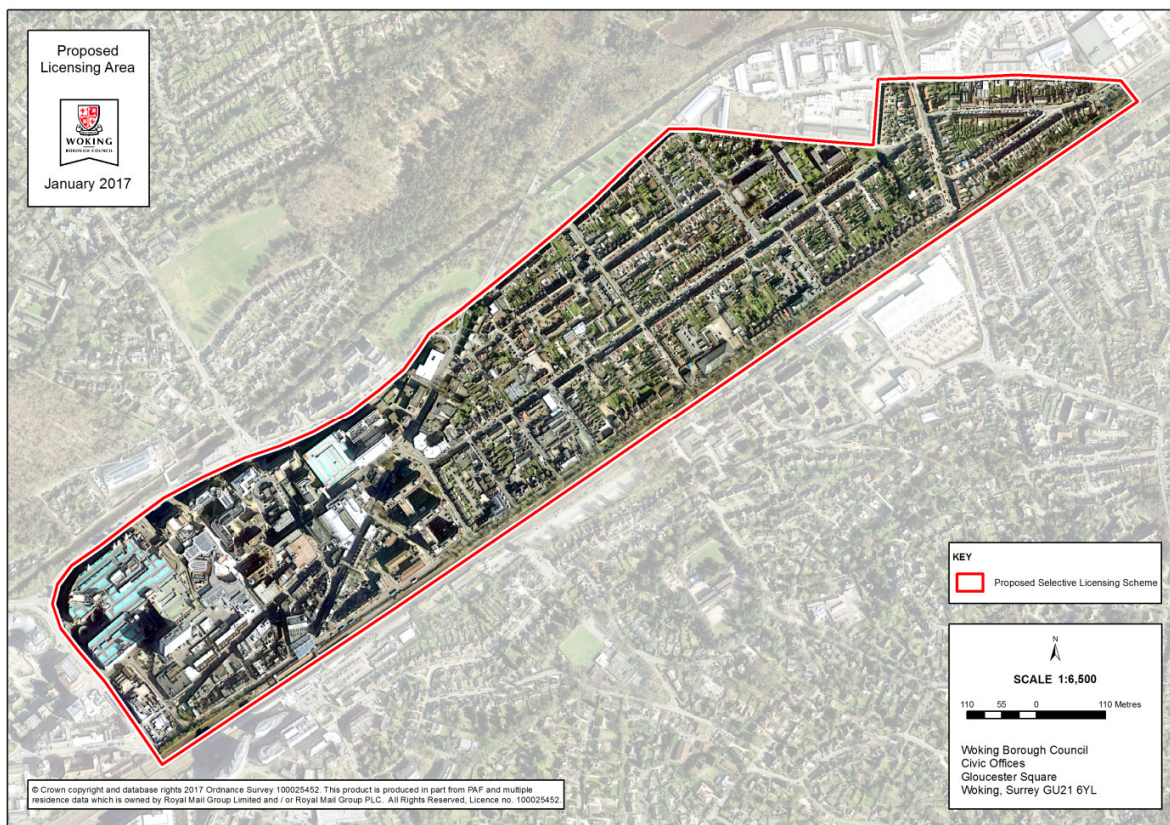 Proposed
Licensing Area
WOKING
BOROUGH COUNCIL
January 2017
KEY
Proposed Selective Licensing Scheme
N
SCALE 1:6,500
110 55 0 110 Metres
Woking Borough Council
Civic Offices
Gloucester Square
Woking, Surrey GU21 6YL
© Crown copyright and database rights 2017 Ordnance Survey 100025452. This product is produced in part from PAF and multiple
residence data which is owned by Royal Mail Group Limited and / or Royal Mail Group PLC. All Rights Reserved, Licence no. 100025452.